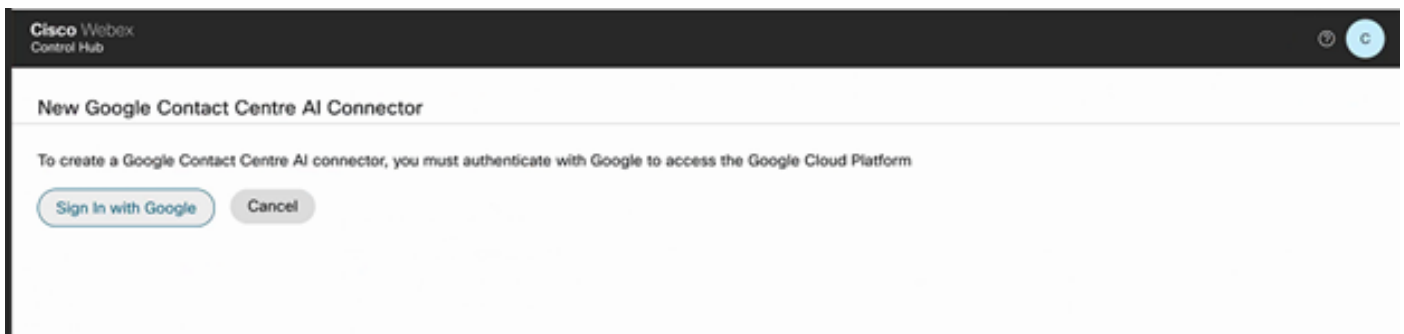 Cisco Webex
Control Hub
C
New Google Contact Centre AI Connector
To create a Google Contact Centre AI connector, you must authenticate with Google to access the Google Cloud Platform
Sign In with Google
Cancel